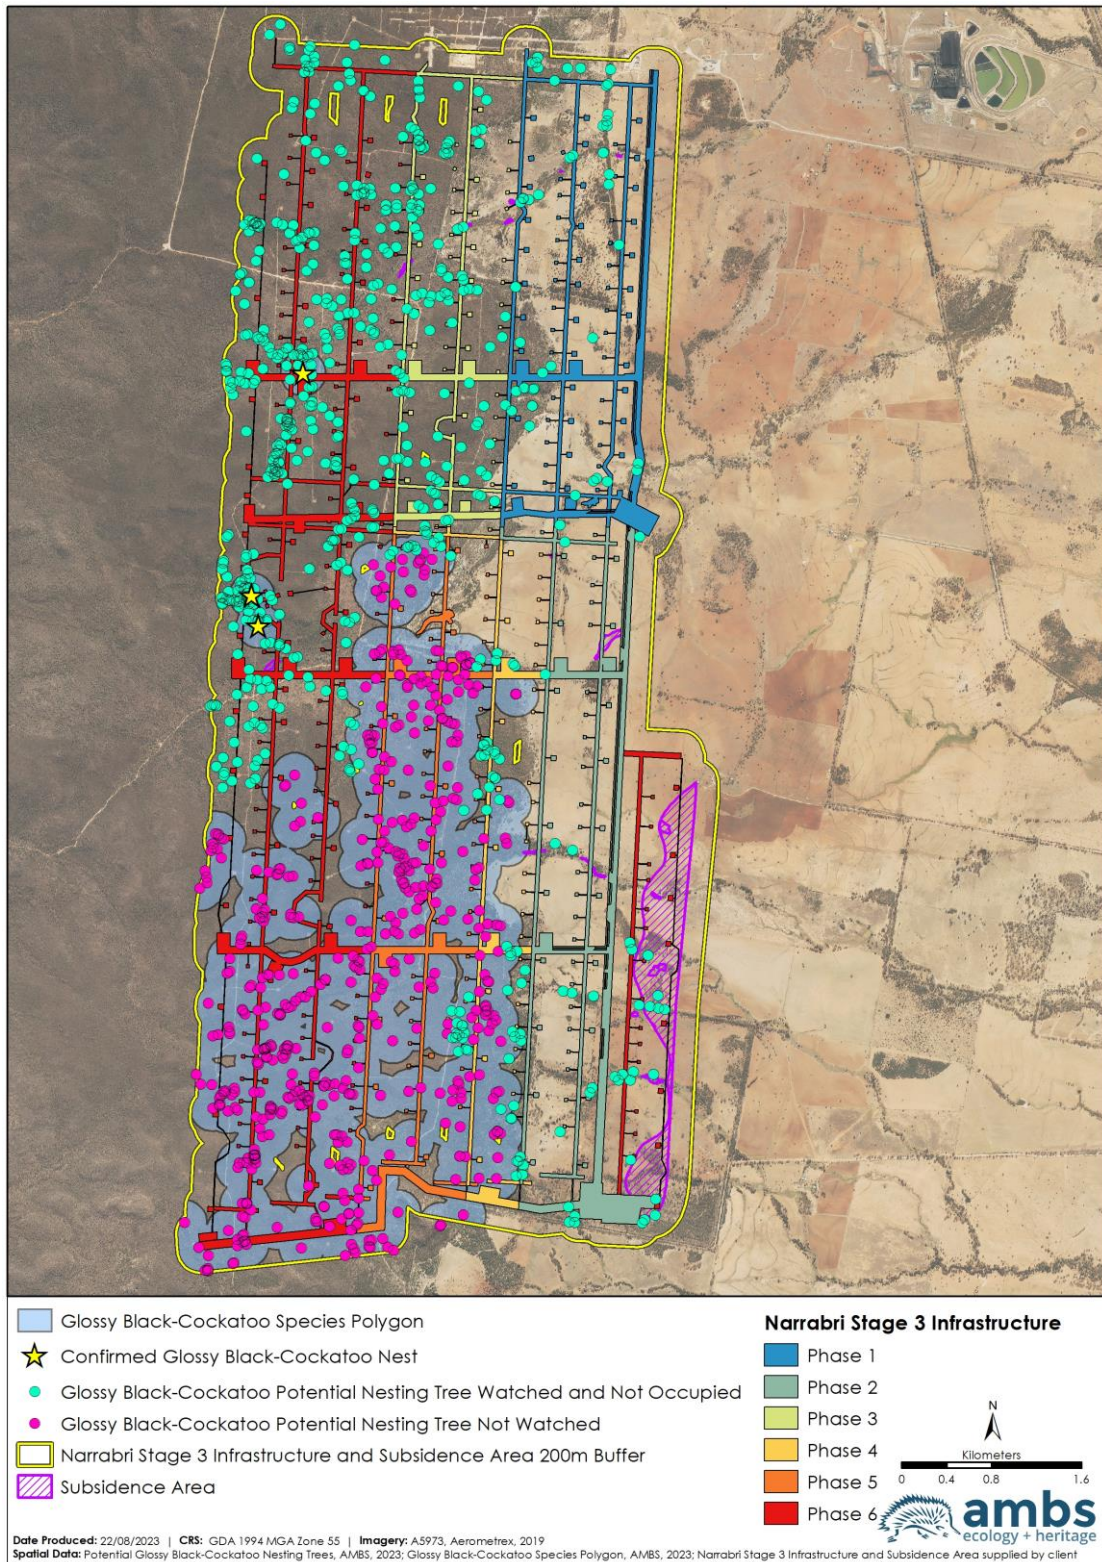 Glossy Black-Cockatoo Species Polygon
Confirmed Glossy Black-Cockatoo Nest
Glossy Black-Cockatoo Potential Nesting Tree Watched and Not Occupied
Glossy Black-Cockatoo Potential Nesting Tree Not Watched
Narrabri Stage 3 Infrastructure and Subsidence Area 200m Buffer
Subsidence Area
Narrabri Stage 3 Infrastructure
Phase 1
Phase 2
Phase 3
Phase 4
Phase 5
Phase 6
N
Kilometers
0 0.4 0.8 1.6
ambs
ecology + heritage
Date Produced: 22/08/2023 | CRS: GDA 1994 MGA Zone 55 | Imagery: A5973, Aerometrex, 2019
Spatial Data: Potential Glossy Black-Cockatoo Nesting Trees, AMBS, 2023; Glossy Black-Cockatoo Species Polygon, AMBS, 2023; Narrabri Stage 3 Infrastructure and Subsidence Area supplied by client